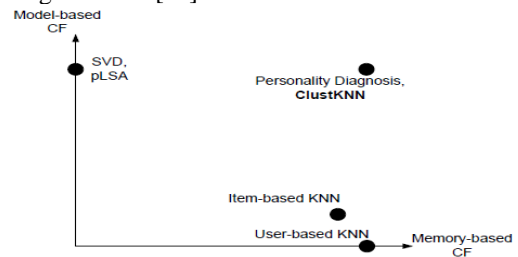 Model-based
CF
SVD,
pLSA
Personality Diagnosis,
ClustKNN
Item-based KNN
User-based KNN
Memory-based
CF